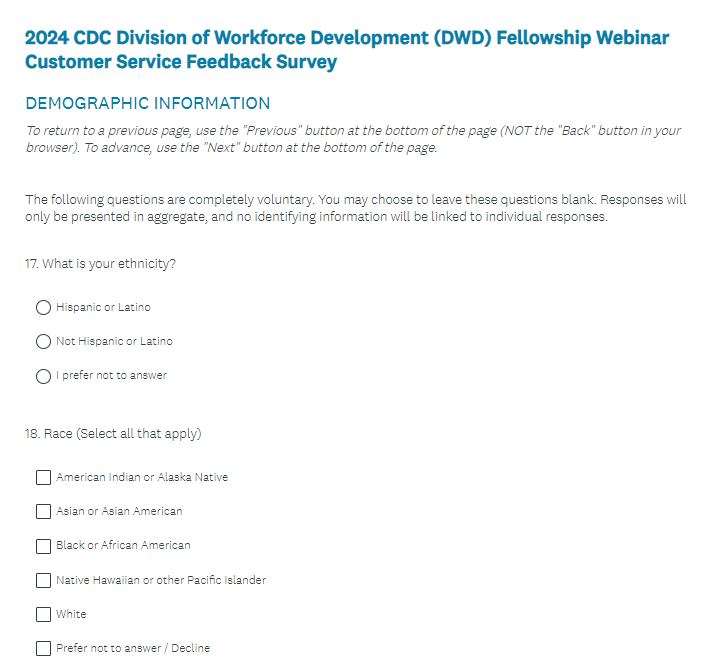 2024 CDC Division of Workforce Development (DWD) Fellowship Webinar
Customer Service Feedback Survey
DEMOGRAPHIC INFORMATION
To return to a previous page, use the "Previous" button at the bottom of the page (NOT the "Back" button in your
browser). To advance, use the "Next" button at the bottom of the page.
The following questions are completely voluntary. You may choose to leave these questions blank. Responses will
only be presented in aggregate, and no identifying information will be linked to individual responses.
17. What is your ethnicity?
Hispanic or Latino
Not Hispanic or Latino
I prefer not to answer
18. Race (Select all that apply)
American Indian or Alaska Native
Asian or Asian American
Black or African American
Native Hawaiian or other Pacific Islander
White
Prefer not to answer / Decline